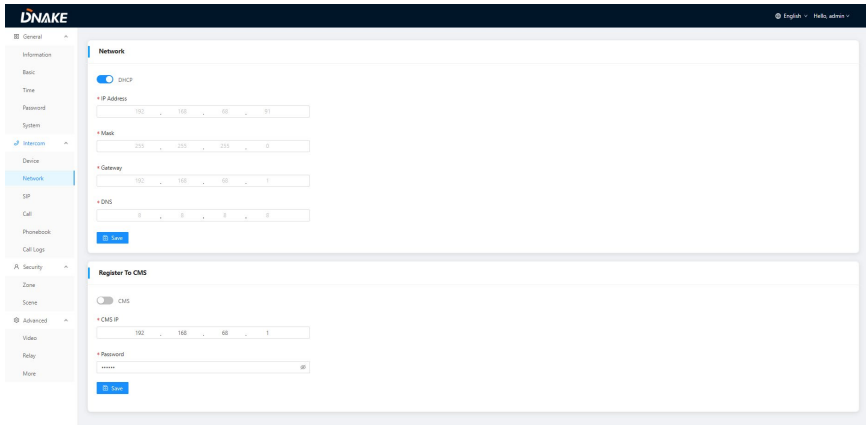 DNAKE
English Hello, admin
General
Information
Basic
Time
Password
System
Intercom
Device
Network
SIP
Call
Phonebook
Call Logs
Security
Zone
Scene
Advanced
Video
Relay
More
Network
DHCP
* IP Address
192 . 168 . 68 . 91
* Mask
255 . 255 . 255 . 0
* Gateway
192 . 168 . 68 . 1
* DNS
8 . 8 . 8 . 8
Save
Register To CMS
CMS
* CMS IP
192 . 168 . 68 . 1
* Password
••••••
Save